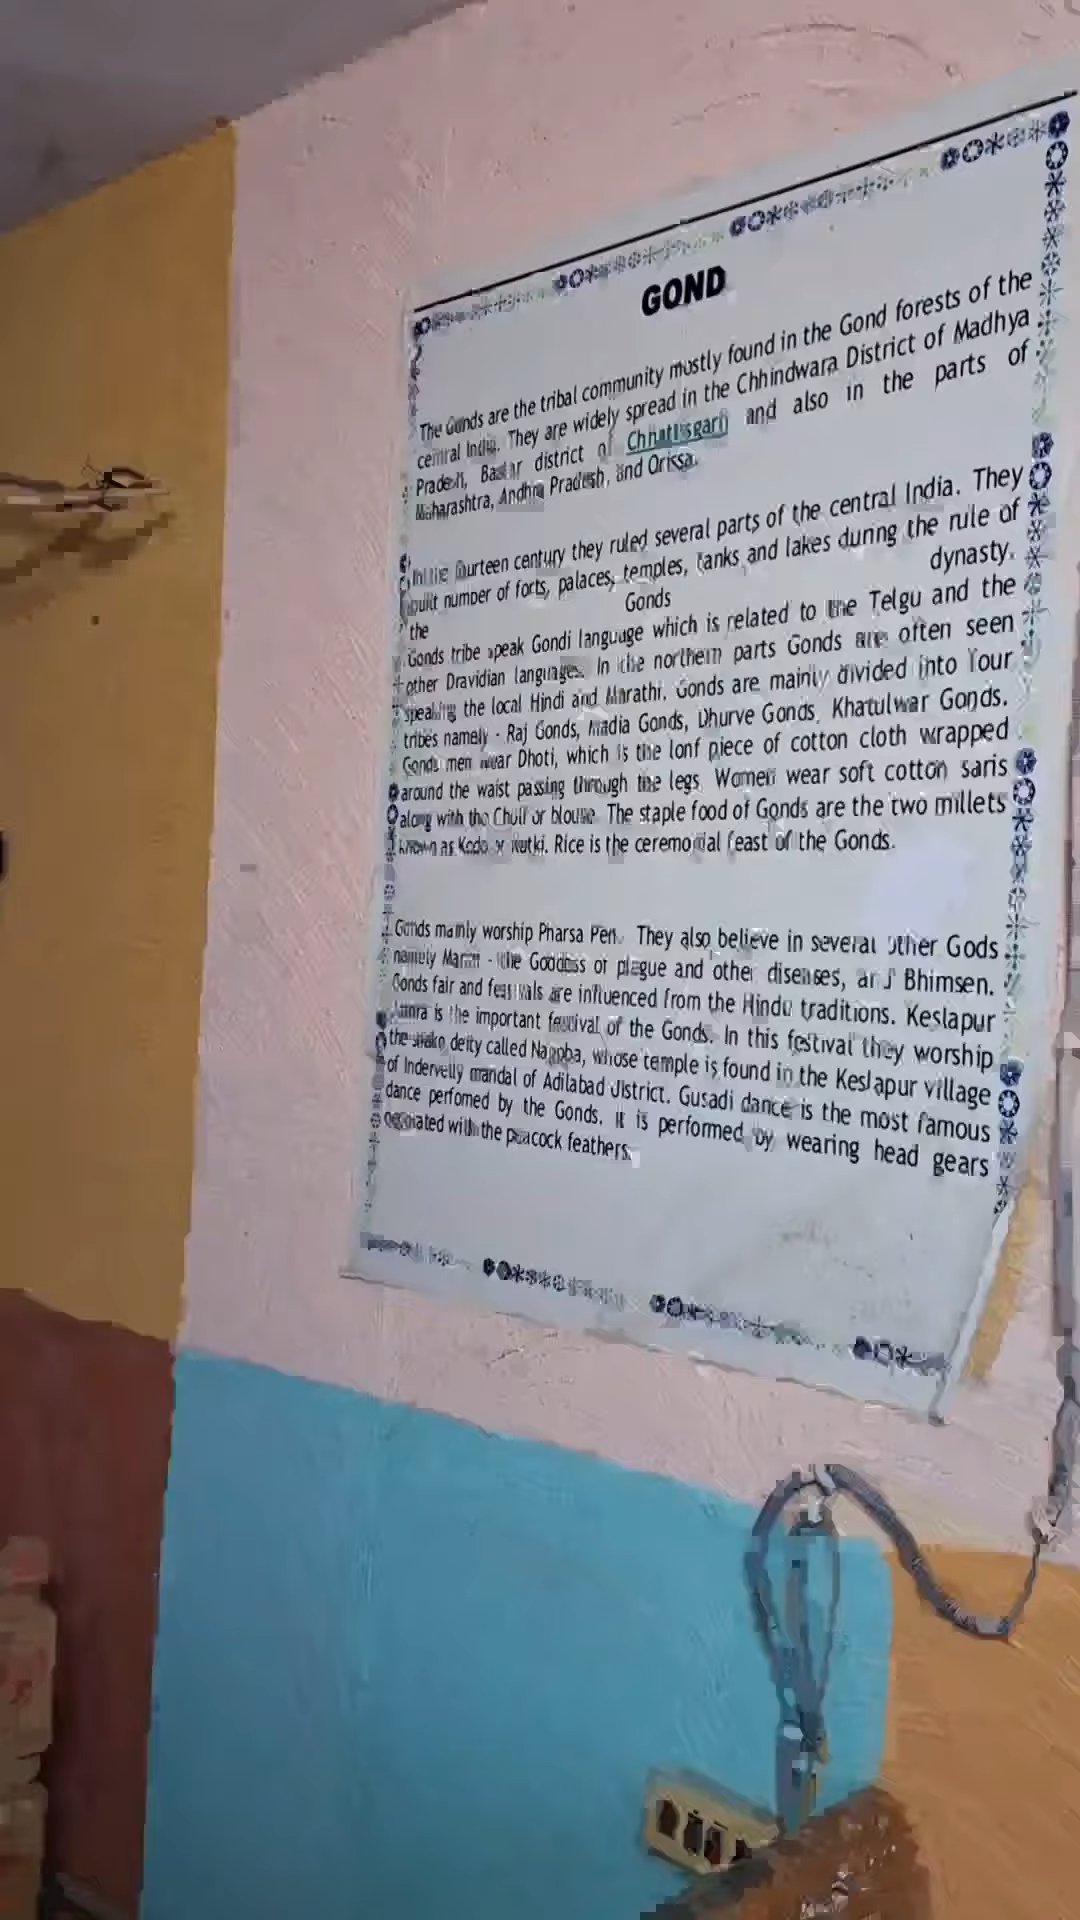 GOND
The Gonds are the tribal community mostly found in the Gond forests of the
central India. They are widely spread in the Chhindwara District of Madhya
Pradesh, Bastar district of Chhattisgarh and also in the parts of
Maharashtra, Andhra Pradesh, and Orissa.
In the fourteen century they ruled several parts of the central India. They
built number of forts, palaces, temples, tanks and lakes during the rule of
the Gonds dynasty.
Gonds tribe speak Gondi language which is related to the Telgu and the
other Dravidian languages. In the northern parts Gonds are often seen
speaking the local Hindi and Marathi. Gonds are mainly divided into four
tribes namely - Raj Gonds, Madia Gonds, Dhurve Gonds, Khatulwar Gonds.
Gonds men wear Dhoti, which is the lonf piece of cotton cloth wrapped
around the waist passing through the legs. Women wear soft cotton saris
along with the Choli or blouse. The staple food of Gonds are the two millets
known as Kodo or Kutki. Rice is the ceremonial feast of the Gonds.
Gonds mainly worship Pharsa Pen. They also believe in several other Gods
namely - the Goddess of plague and other diseases, and Bhimsen.
Gonds fair and festivals are influenced from the Hindu traditions. Keslapur
is the important festival of the Gonds. In this festival they worship
the snake deity called Nagoba, whose temple is found in the Keslapur village
of Indervelly mandal of Adilabad District. Gusadi dance is the most famous
dance perfomed by the Gonds. It is performed by wearing head gears
decorated with the peacock feathers.